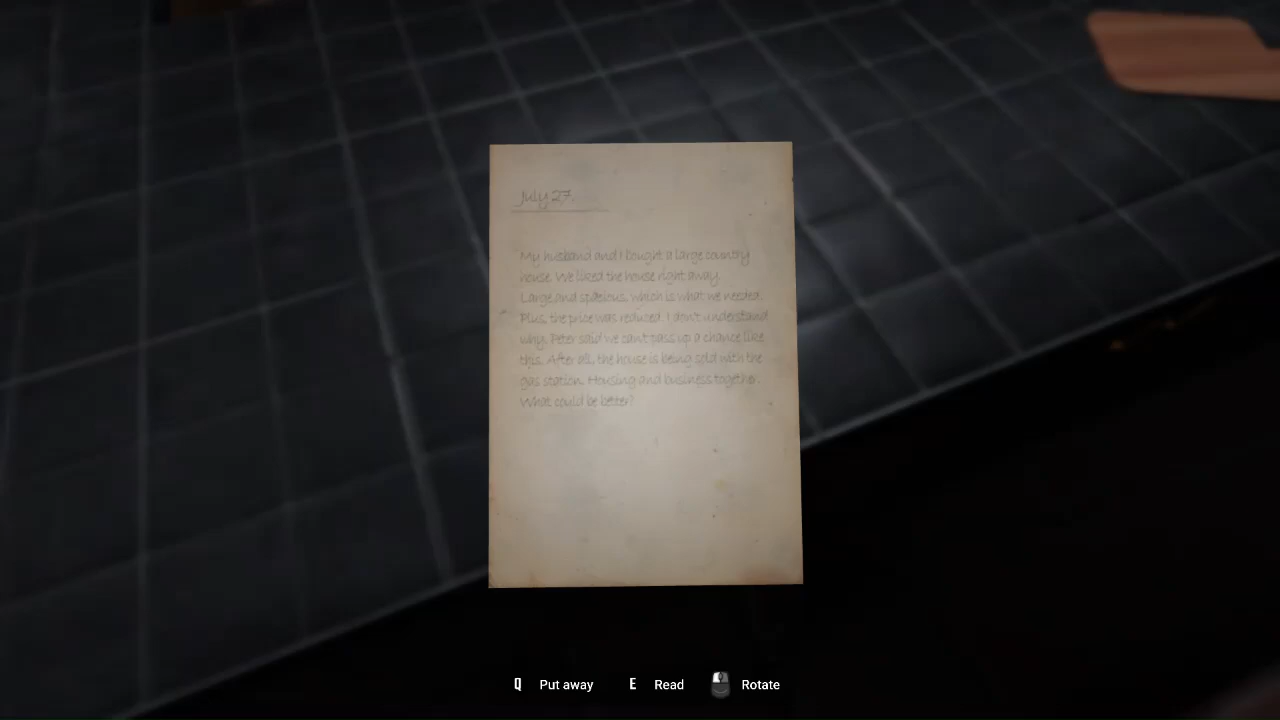 July 27.
My husband and I bought a large country
house. We liked the house right away.
Large and spacious, which is what we needed.
Plus, the price was reduced. I don't understand
why. Peter said we can't pass up a chance like
this. After all, the house is being sold with the
gas station. Housing and business together.
What could be better?
Q Put away E Read Rotate